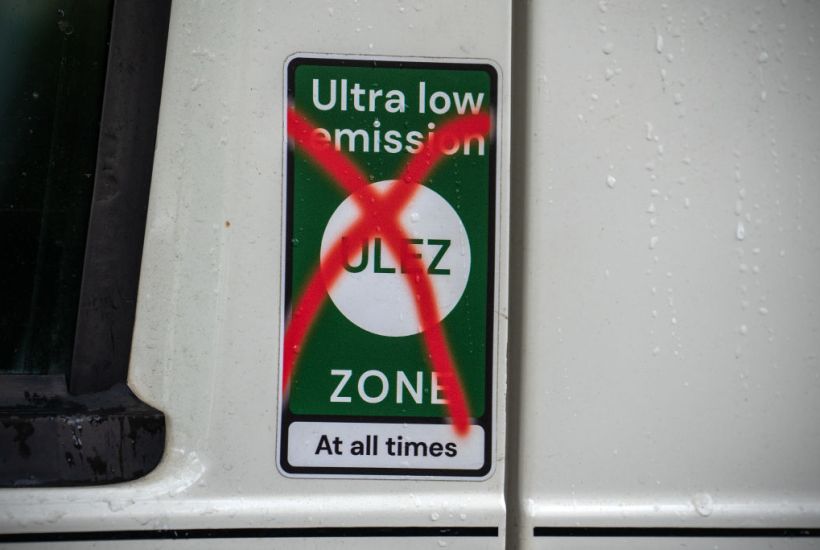 Ultra low
emission
ULEZ
ZONE
At all times